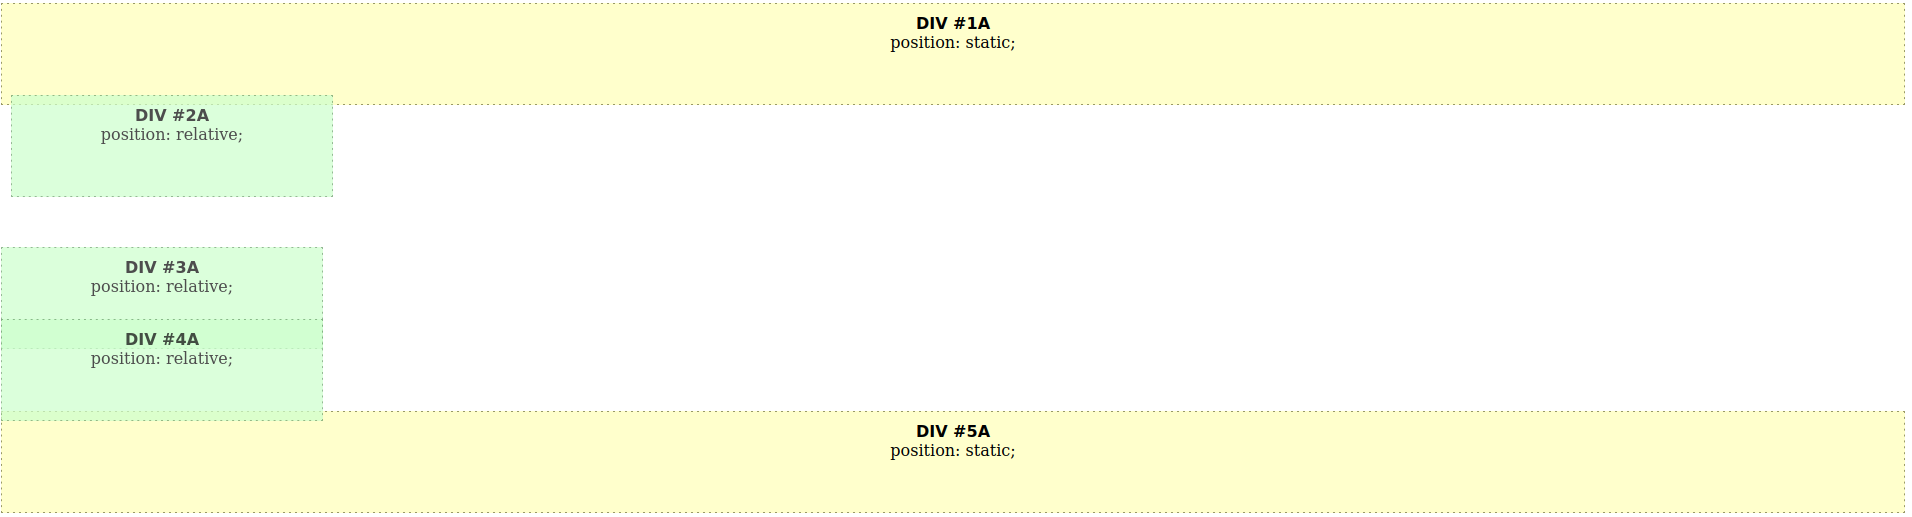 DIV #1A
position: static;
DIV #2A
position: relative;
DIV #3A
position: relative;
DIV #4A
position: relative;
DIV #5A
position: static;